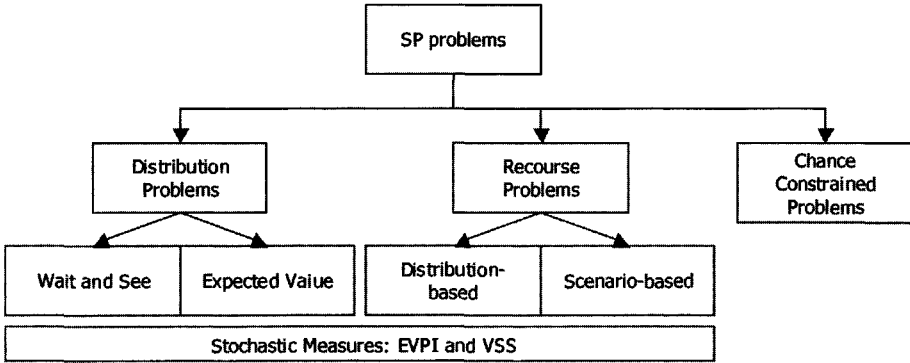 SP problems
Distribution
Problems
Recourse
Problems
Chance
Constrained
Problems
Wait and See
Expected Value
Distribution-
based
Scenario-based
Stochastic Measures: EVPI and VSS